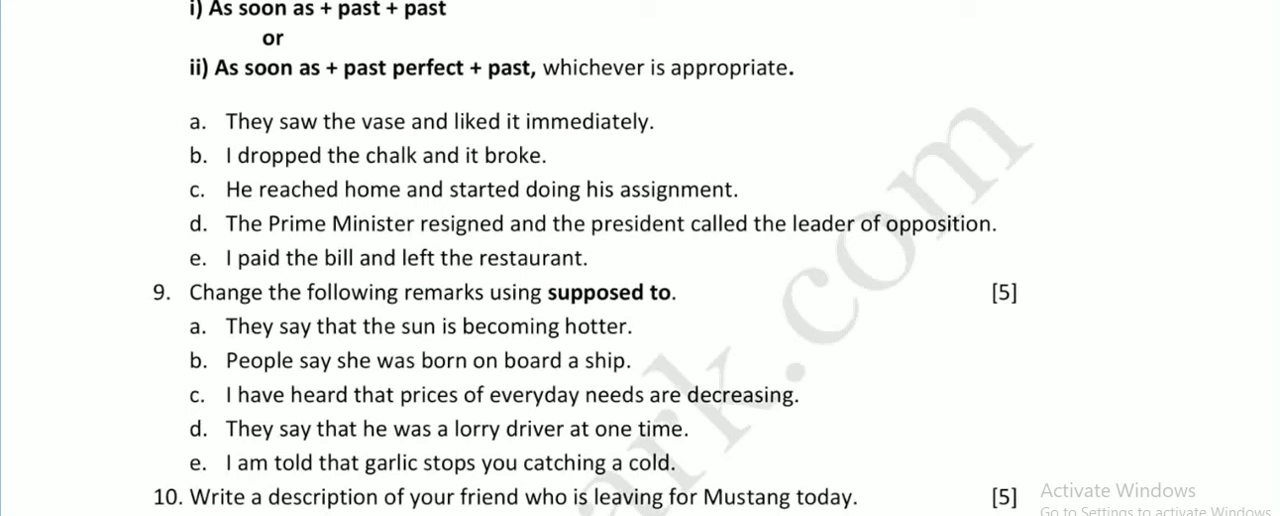 i) As soon as + past + past
or
ii) As soon as + past perfect + past, whichever is appropriate.
a. They saw the vase and liked it immediately.
b. I dropped the chalk and it broke.
c. He reached home and started doing his assignment.
d. The Prime Minister resigned and the president called the leader of opposition.
e. I paid the bill and left the restaurant.
9. Change the following remarks using supposed to. [5]
a. They say that the sun is becoming hotter.
b. People say she was born on board a ship.
c. I have heard that prices of everyday needs are decreasing.
d. They say that he was a lorry driver at one time.
e. I am told that garlic stops you catching a cold.
10. Write a description of your friend who is leaving for Mustang today. [5]
Activate Windows
Go to Settings to activate Windows
ark.com